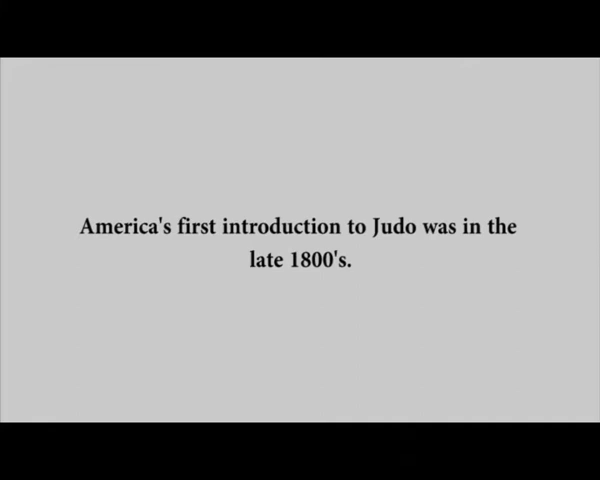 America's first introduction to Judo was in the
late 1800's.